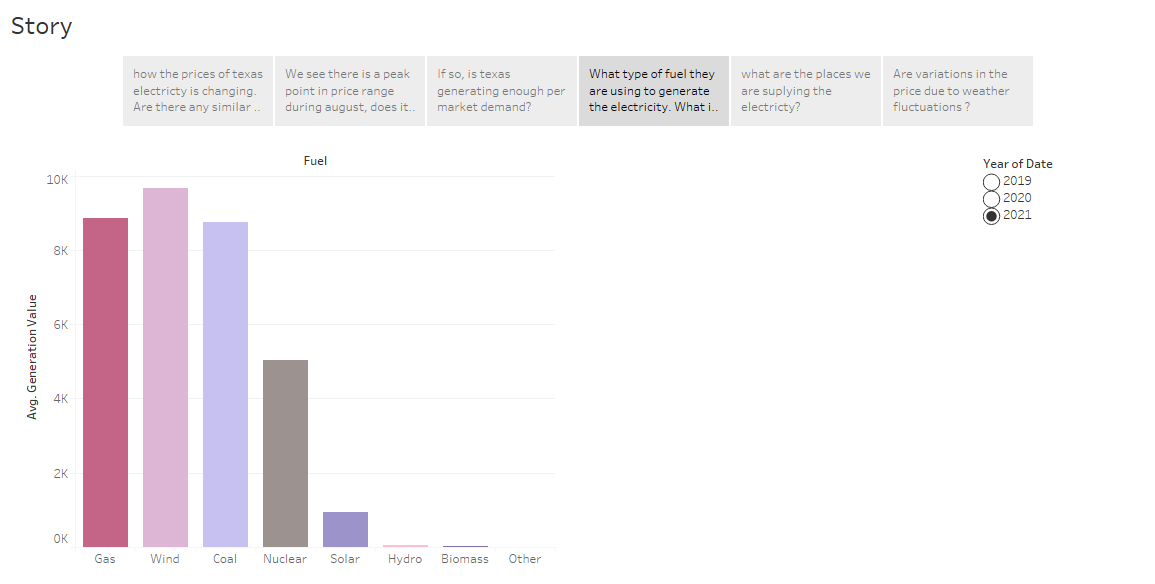 Story
how the prices of texas
electricty is changing.
Are there any similar ..
We see there is a peak
point in price range
during august, does it..
If so, is texas
generating enough per
market demand?
What type of fuel they
are using to generate
the electricity. What i..
what are the places we
are suplying the
electricty?
Are variations in the
price due to weather
fluctuations ?
Fuel
Year of Date
2019
2020
2021
10K
8K
6K
4K
2K
0K
Avg. Generation Value
Gas
Wind
Coal
Nuclear
Solar
Hydro
Biomass
Other